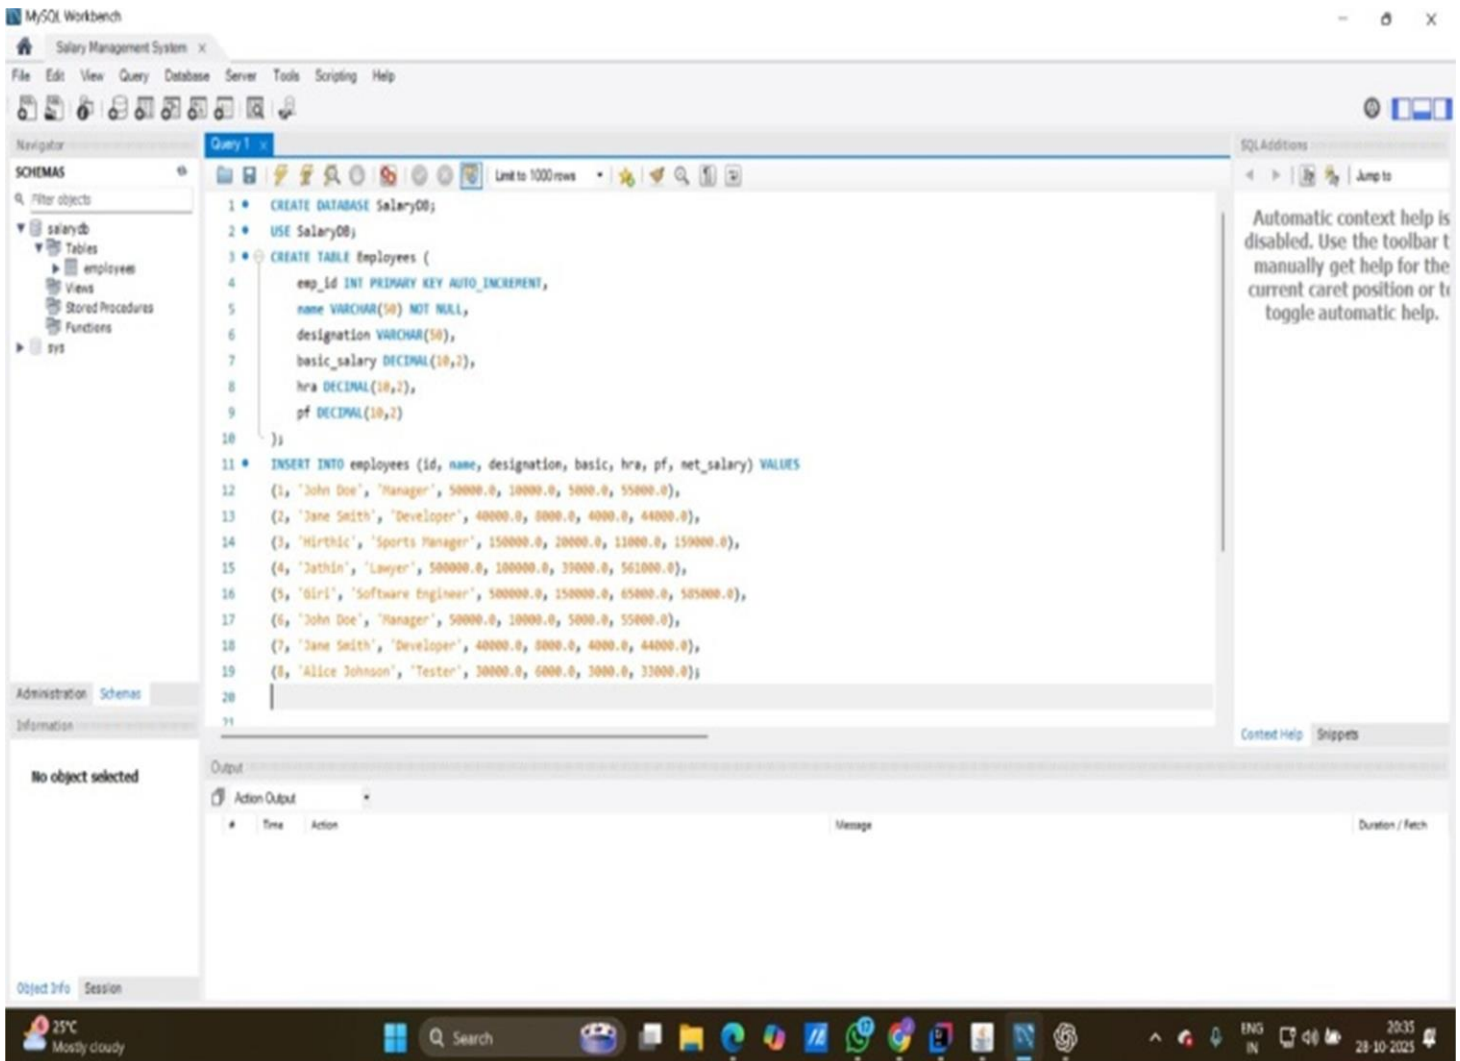 MySQL Workbench
Salary Management System
File Edit View Query Database Server Tools Scripting Help
Navigator
SCHEMAS
Filter objects
salarydb
Tables
employees
Views
Stored Procedures
Functions
sys
Administration Schemas
Information
No object selected
Object Info Session
Query 1
Limit to 1000 rows
1 CREATE DATABASE SalaryDB;
2 USE SalaryDB;
3 CREATE TABLE Employees (
4 emp_id INT PRIMARY KEY AUTO_INCREMENT,
5 name VARCHAR(50) NOT NULL,
6 designation VARCHAR(50),
7 basic_salary DECIMAL(10,2),
8 hra DECIMAL(10,2),
9 pf DECIMAL(10,2)
10 );
11 INSERT INTO employees (id, name, designation, basic, hra, pf, net_salary) VALUES
12 (1, 'John Doe', 'Manager', 50000.0, 10000.0, 5000.0, 55000.0),
13 (2, 'Jane Smith', 'Developer', 40000.0, 8000.0, 4000.0, 44000.0),
14 (3, 'Hirthic', 'Sports Manager', 150000.0, 20000.0, 11000.0, 159000.0),
15 (4, 'Jathin', 'Lawyer', 500000.0, 100000.0, 39000.0, 561000.0),
16 (5, 'Giri', 'Software Engineer', 500000.0, 150000.0, 65000.0, 585000.0),
17 (6, 'John Doe', 'Manager', 50000.0, 10000.0, 5000.0, 55000.0),
18 (7, 'Jane Smith', 'Developer', 40000.0, 8000.0, 4000.0, 44000.0),
19 (8, 'Alice Johnson', 'Tester', 30000.0, 6000.0, 3000.0, 33000.0);
20
21
SQLAdditions
Jump to
Automatic context help is
disabled. Use the toolbar t
manually get help for the
current caret position or to
toggle automatic help.
Context Help Snippets
Output
Action Output
# Time Action Message Duration / Fetch
25°C
Mostly cloudy
Search
ENG
IN
20:35
28-10-2025